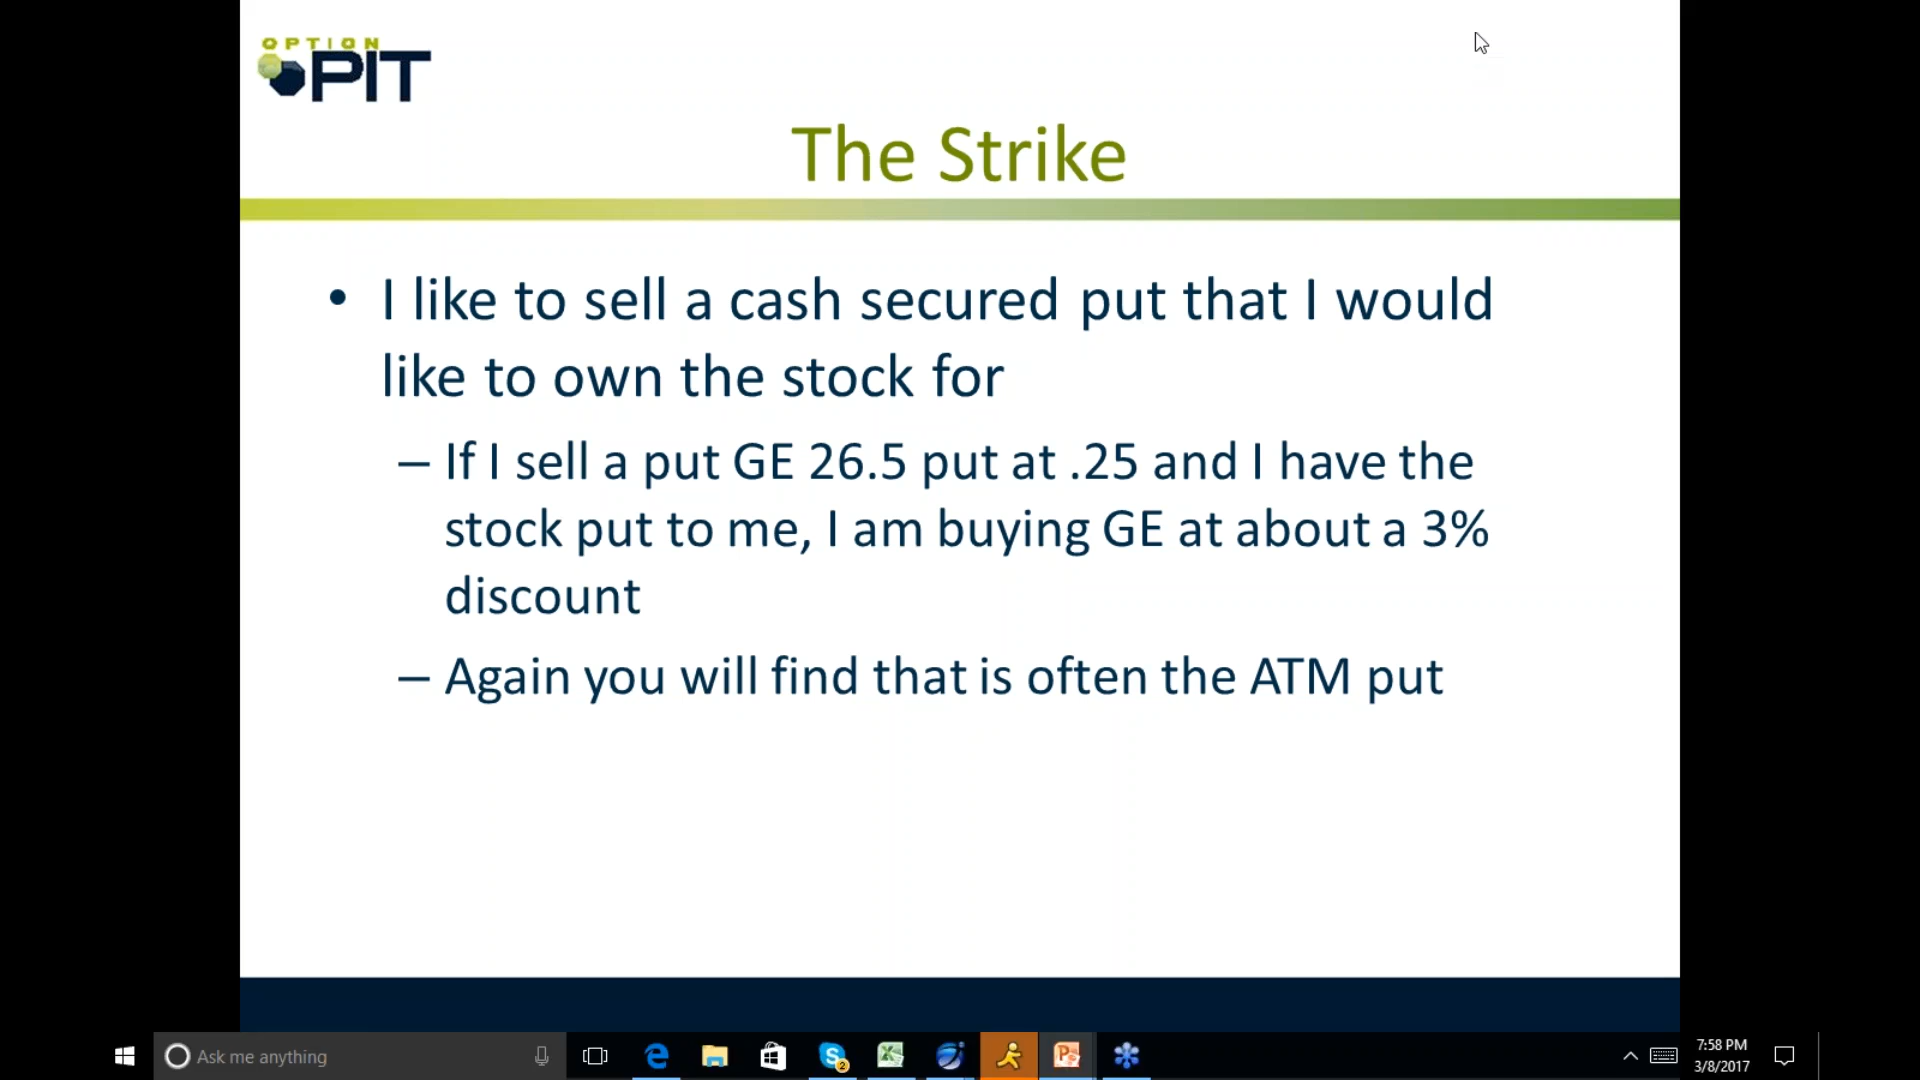 OPTION
PIT
The Strike
• I like to sell a cash secured put that I would
like to own the stock for
– If I sell a put GE 26.5 put at .25 and I have the
stock put to me, I am buying GE at about a 3%
discount
– Again you will find that is often the ATM put
Ask me anything
2
7:58 PM
3/8/2017